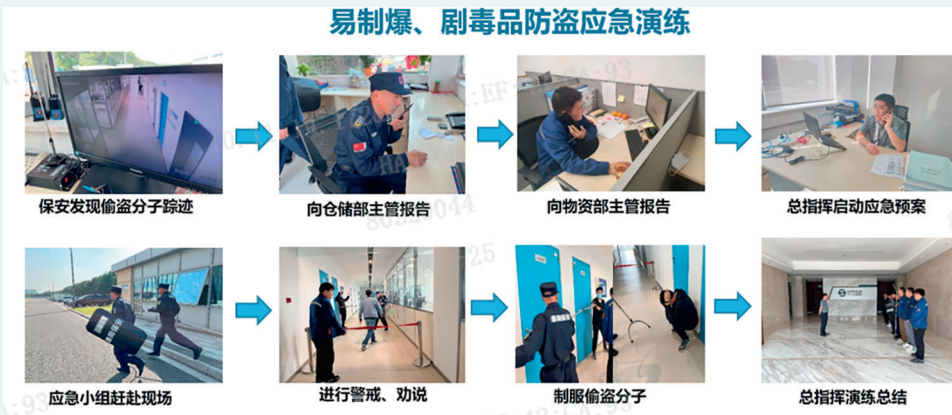 易制爆、剧毒品防盗应急演练
保安发现偷盗分子踪迹
向仓储部主管报告
向物资部主管报告
总指挥启动应急预案
应急小组赶赴现场
进行警戒、劝说
制服偷盗分子
总指挥演练总结